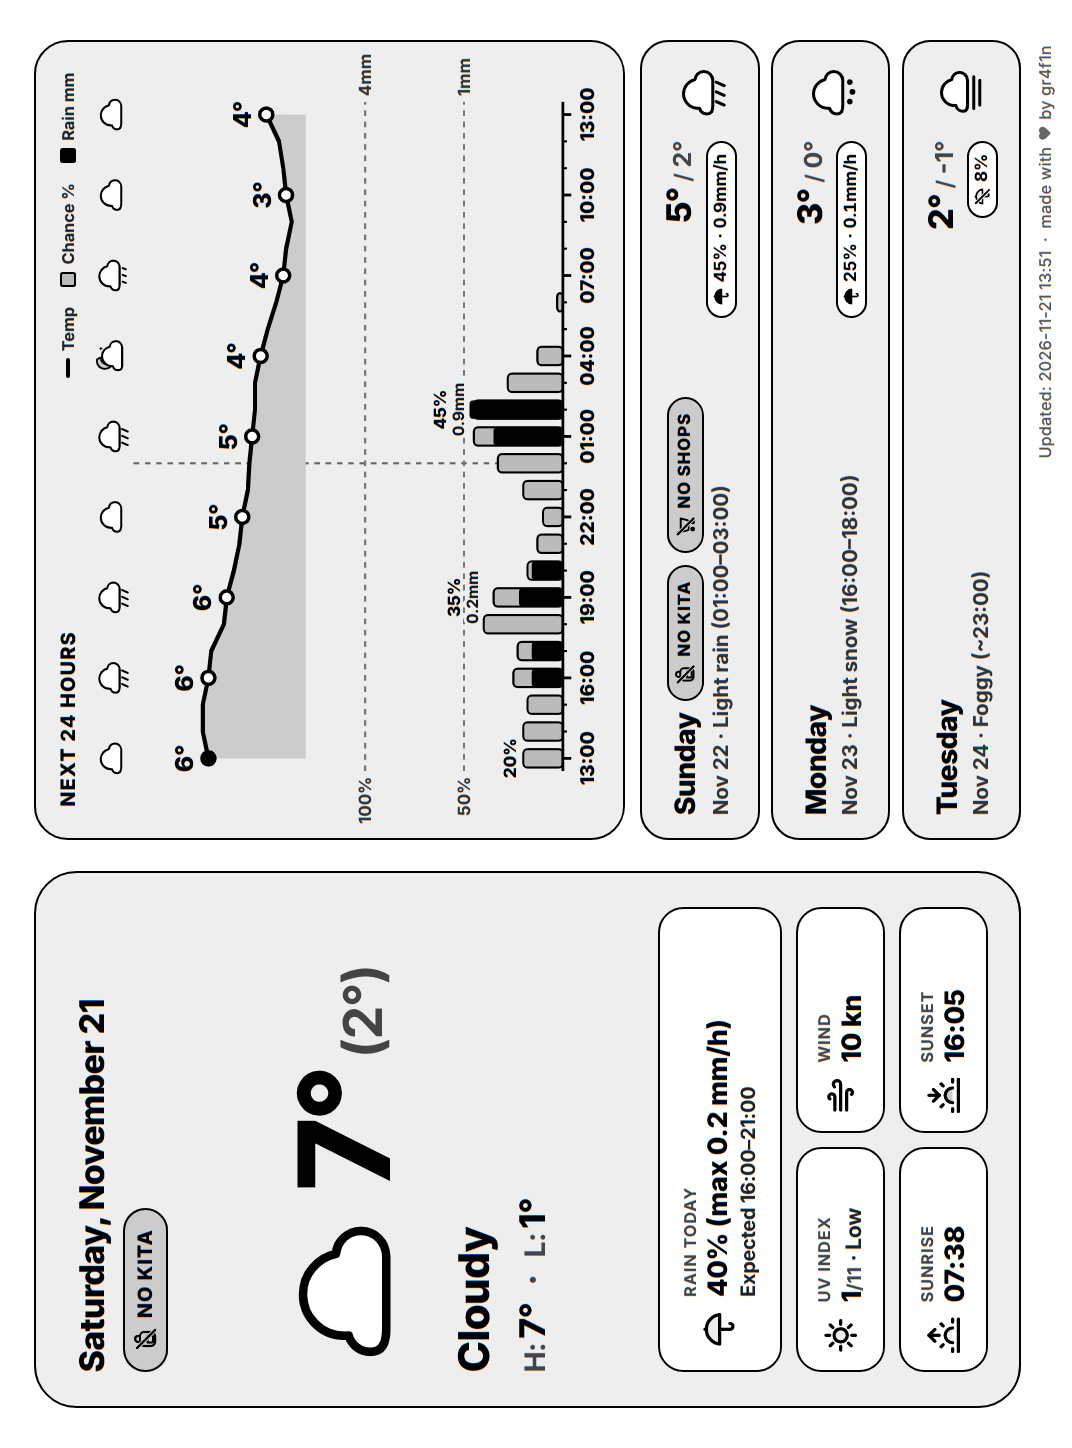 Saturday, November 21
NO KITA
7° (2°)
Cloudy
H: 7° • L: 1°
RAIN TODAY
40% (max 0.2 mm/h)
Expected 16:00–21:00
UV INDEX
1/11 · Low
WIND
10 kn
SUNRISE
07:38
SUNSET
16:05
NEXT 24 HOURS
Temp Chance % Rain mm
6° 6° 6° 5° 5° 4° 4° 3° 4°
100% 4mm
50% 1mm
20%
35%
0.2mm
45%
0.9mm
13:00 16:00 19:00 22:00 01:00 04:00 07:00 10:00 13:00
Sunday NO KITA NO SHOPS
Nov 22 · Light rain (01:00–03:00)
5° / 2°
45% · 0.9mm/h
Monday
Nov 23 · Light snow (16:00–18:00)
3° / 0°
25% · 0.1mm/h
Tuesday
Nov 24 · Foggy (~23:00)
2° / -1°
8%
Updated: 2026-11-21 13:51 · made with ♥ by gr4f1n